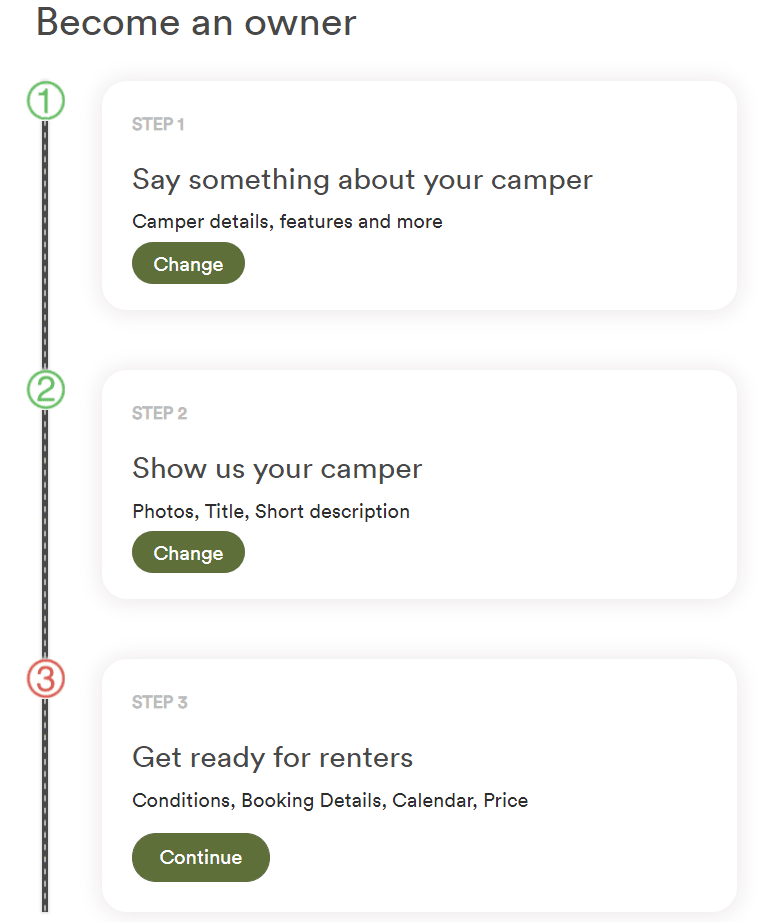 Become an owner
1
STEP 1
Say something about your camper
Camper details, features and more
Change
2
STEP 2
Show us your camper
Photos, Title, Short description
Change
3
STEP 3
Get ready for renters
Conditions, Booking Details, Calendar, Price
Continue